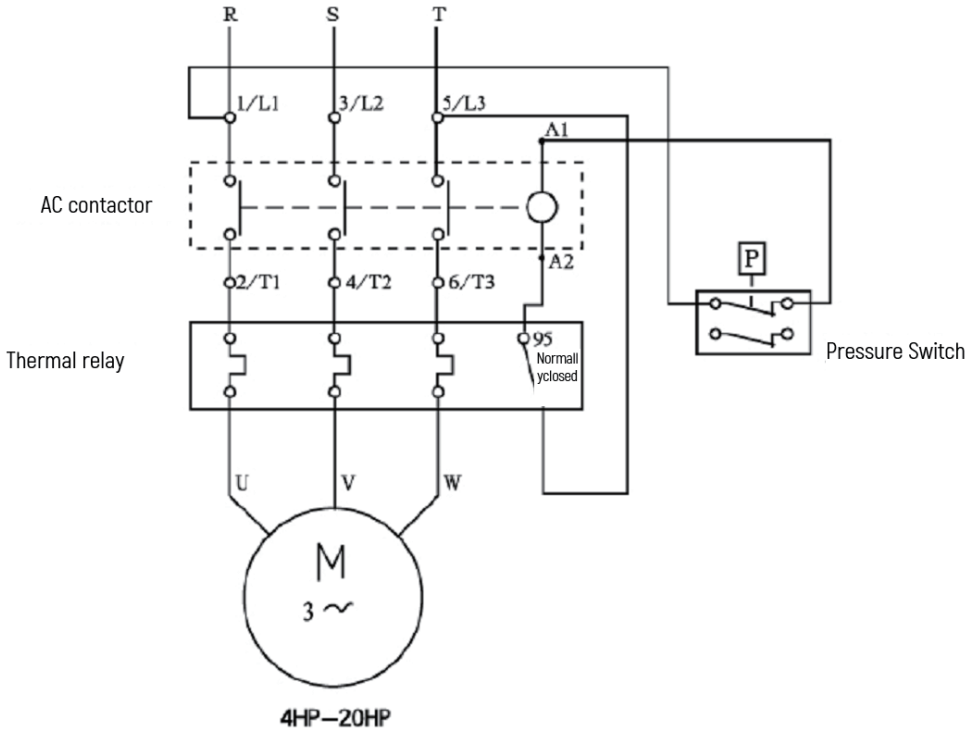 R S T
1/L1 3/L2 5/L3
A1
AC contactor
A2
P
2/T1 4/T2 6/T3
Thermal relay
95
Normall
yclosed
Pressure Switch
U V W
M
3 ~
4HP-20HP